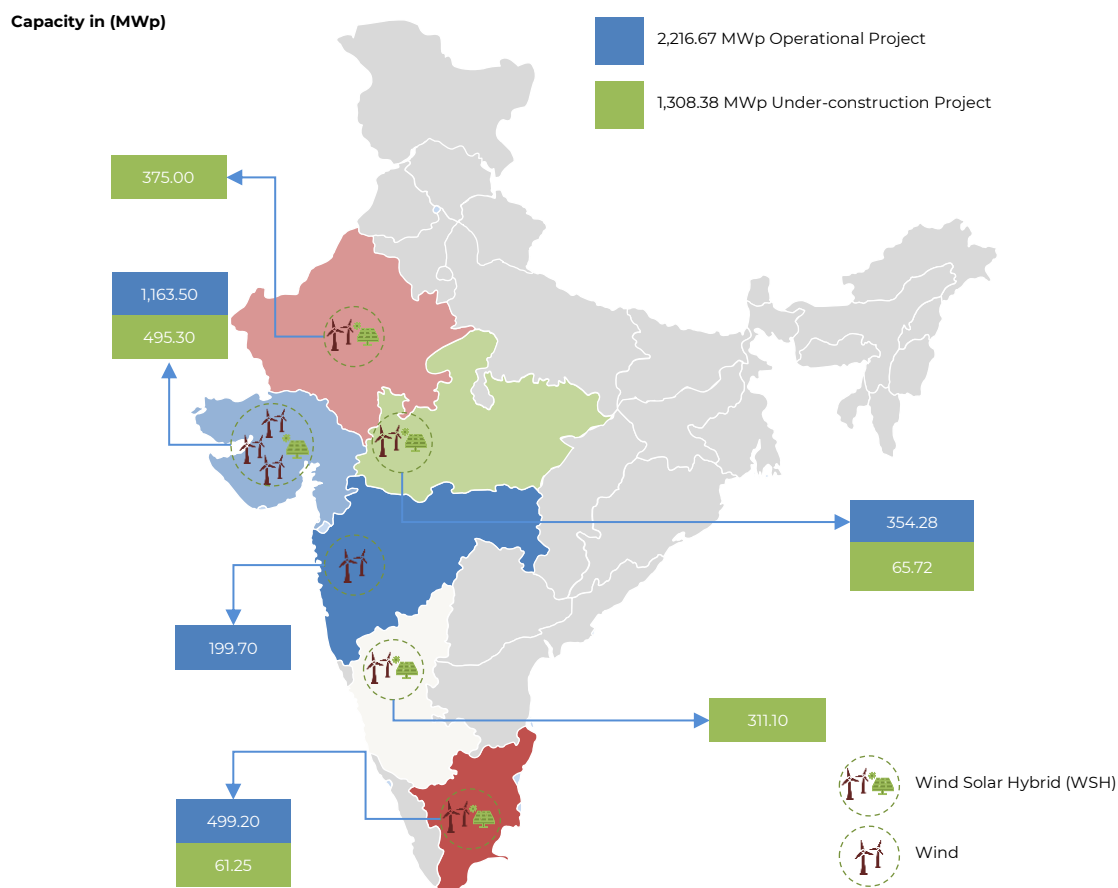 Capacity in (MWp)
2,216.67 MWp Operational Project
1,308.38 MWp Under-construction Project
375.00
1,163.50
495.30
354.28
65.72
199.70
311.10
499.20
61.25
Wind Solar Hybrid (WSH)
Wind